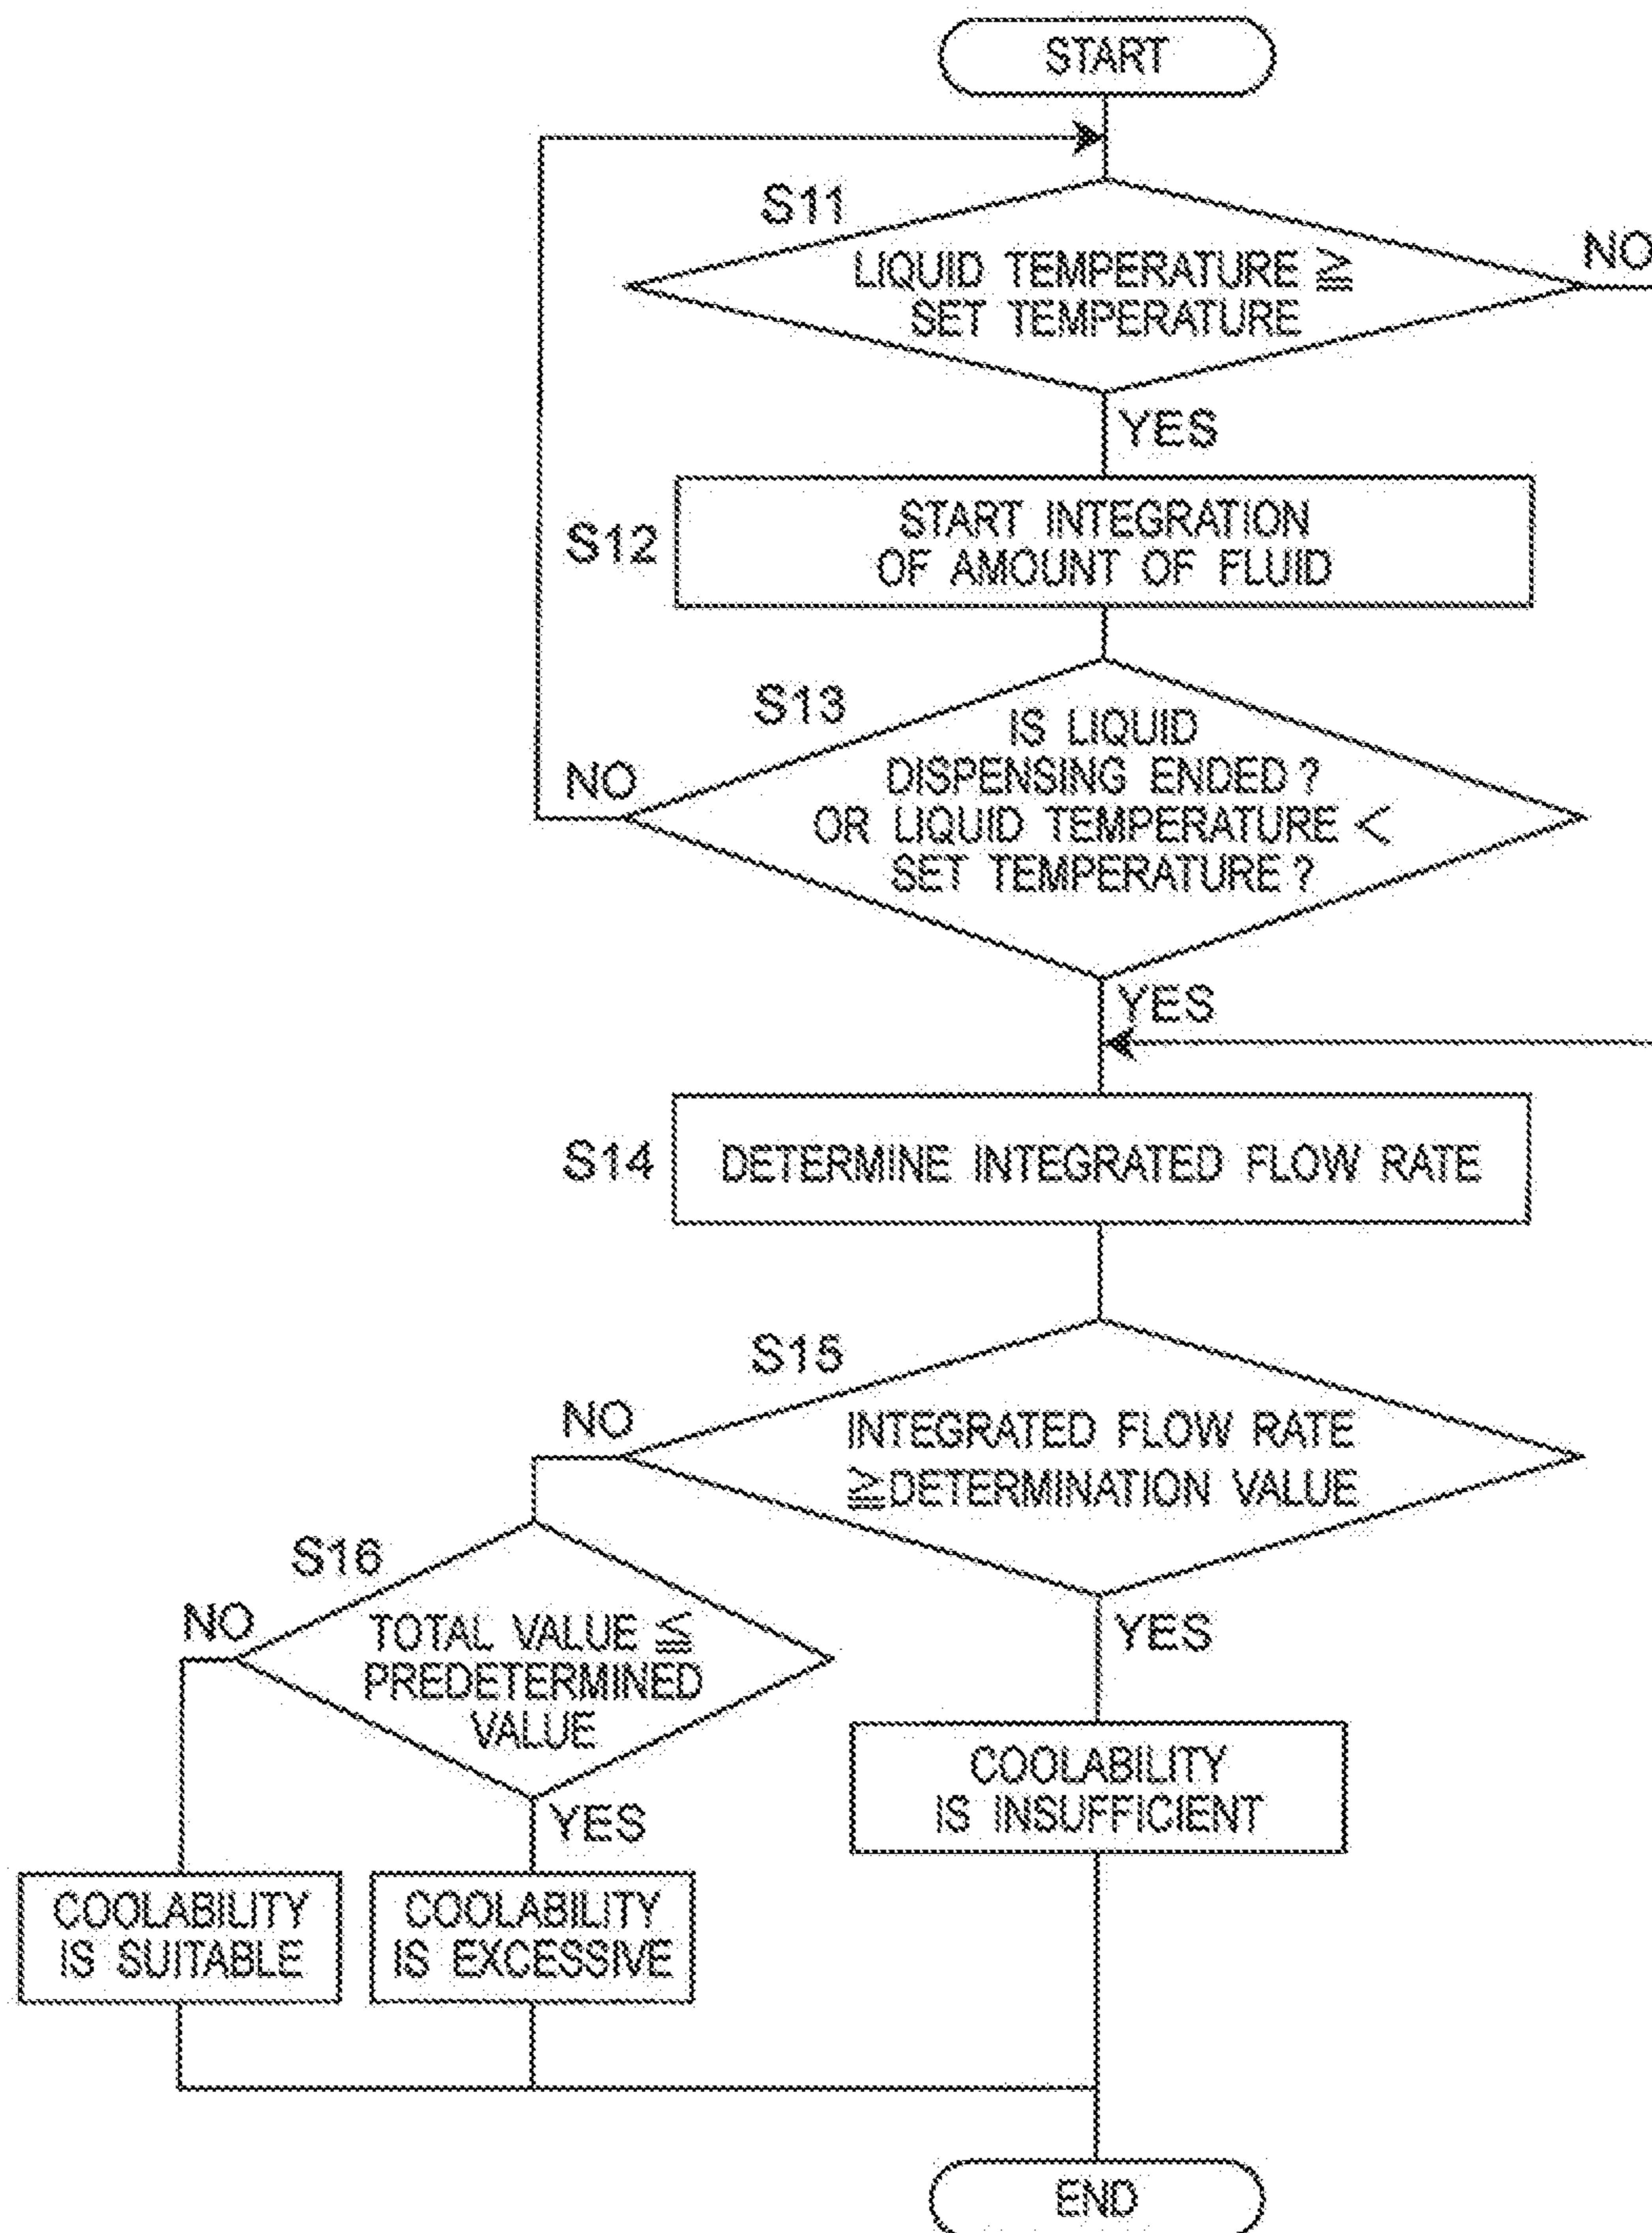 START
S11
LIQUID TEMPERATURE ≧
SET TEMPERATURE
NO
YES
S12
START INTEGRATION
OF AMOUNT OF FLUID
S13
IS LIQUID
DISPENSING ENDED ?
OR LIQUID TEMPERATURE <
SET TEMPERATURE ?
NO
YES
S14
DETERMINE INTEGRATED FLOW RATE
S15
INTEGRATED FLOW RATE
≧DETERMINATION VALUE
NO
YES
S16
TOTAL VALUE ≦
PREDETERMINED
VALUE
NO
YES
COOLABILITY
IS INSUFFICIENT
COOLABILITY
IS SUITABLE
COOLABILITY
IS EXCESSIVE
END